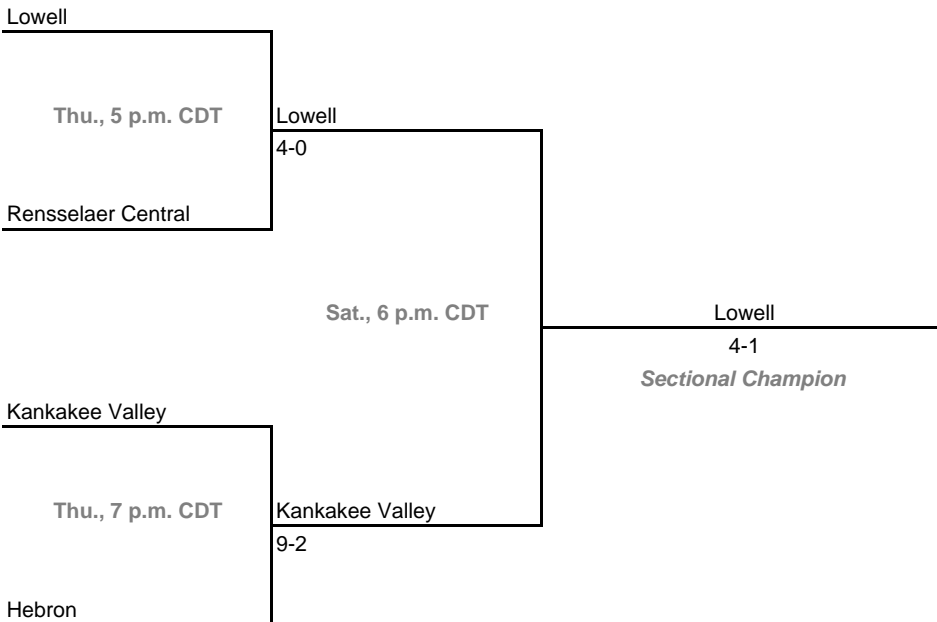 Lowell
Thu., 5 p.m. CDT
Lowell
4-0
Rensselaer Central
Sat., 6 p.m. CDT
Lowell
4-1
Sectional Champion
Kankakee Valley
Thu., 7 p.m. CDT
Kankakee Valley
9-2
Hebron